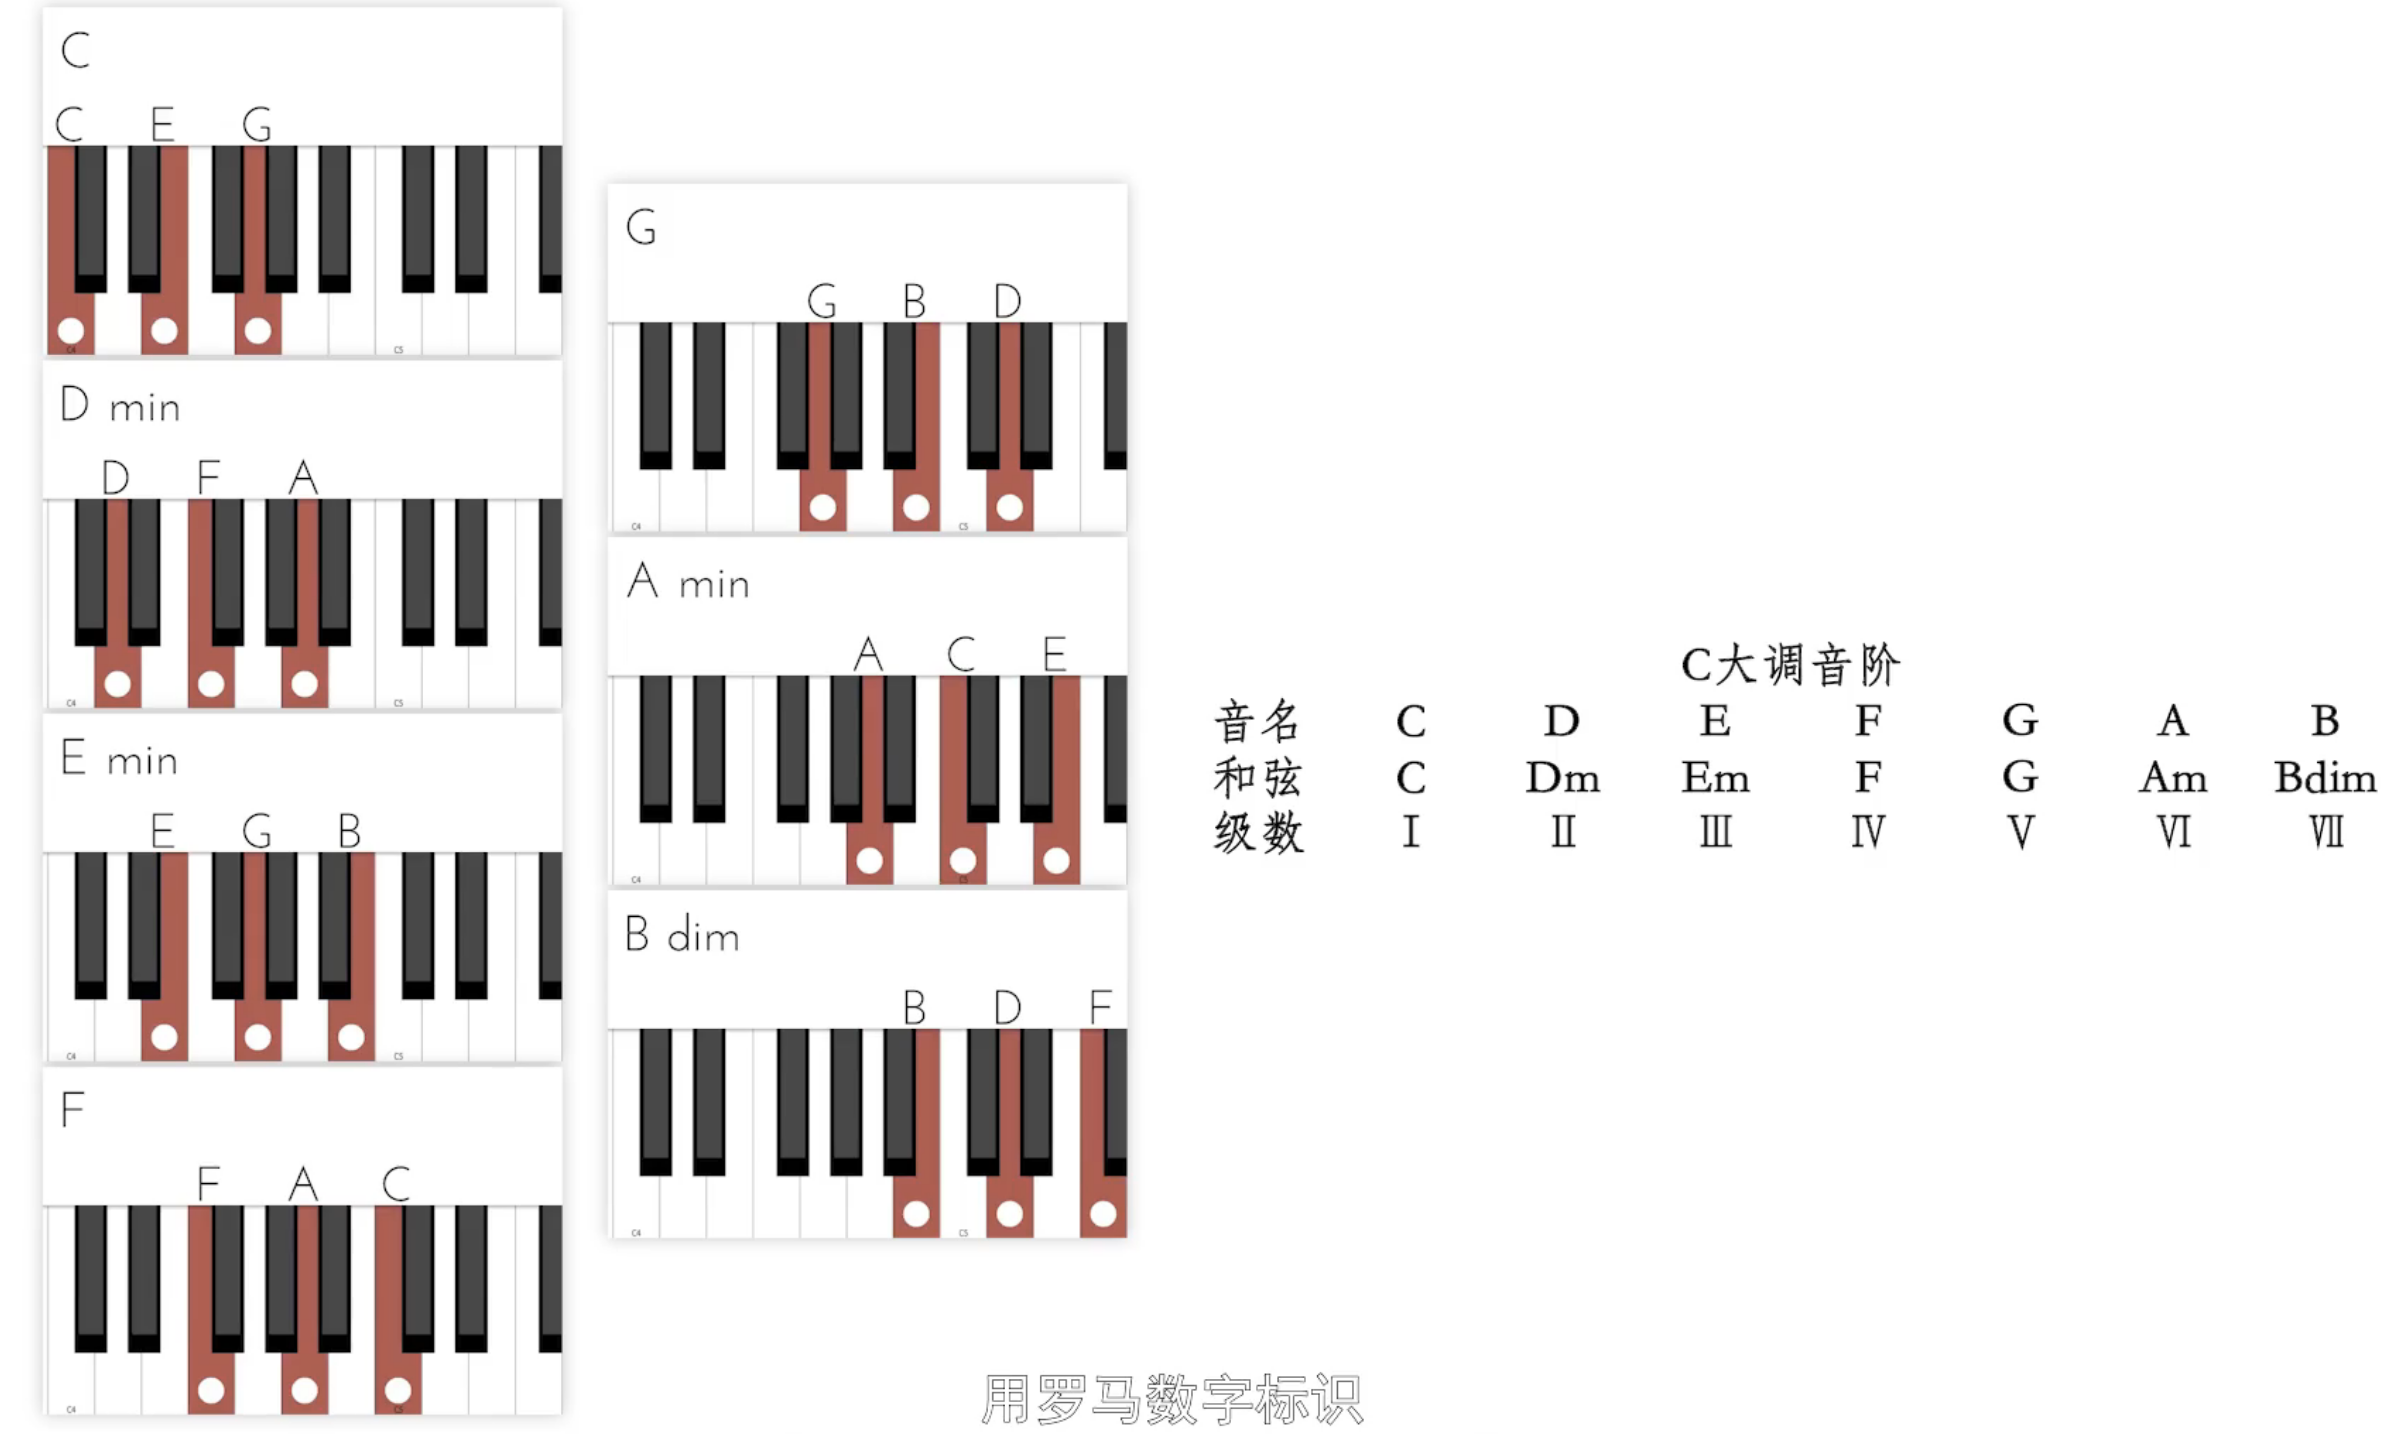 C
C E G
C4 C5
D min
D F A
C4 C5
E min
E G B
C4 C5
F
F A C
C4 C5
G
G B D
C4 C5
A min
A C E
C4 C5
B dim
B D F
C4 C5
C大调音阶
音名 C D E F G A B
和弦 C Dm Em F G Am Bdim
级数 Ⅰ Ⅱ Ⅲ Ⅳ Ⅴ Ⅵ Ⅶ
用罗马数字标识